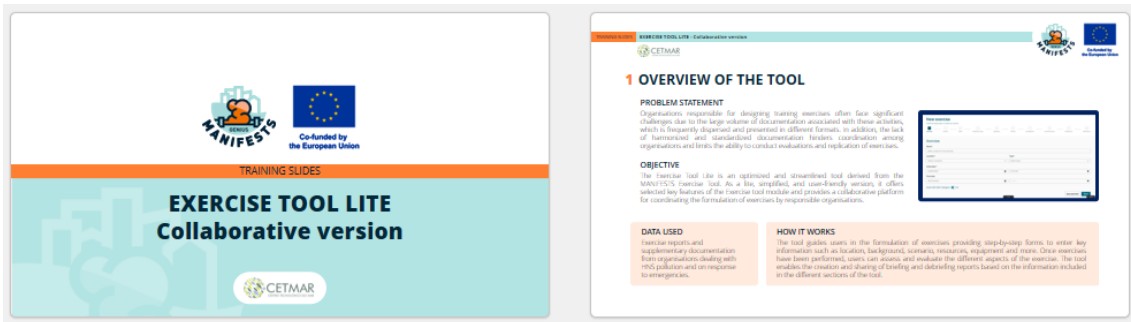 GENIUS
MANIFESTS
Co-funded by
the European Union
TRAINING SLIDES
EXERCISE TOOL LITE
Collaborative version
CETMAR
TRAINING SLIDES EXERCISE TOOL LITE - Collaborative version
CETMAR
MANIFESTS
Co-funded by
the European Union
1 OVERVIEW OF THE TOOL
PROBLEM STATEMENT
Organisations responsible for designing training exercises often face significant
challenges due to the large volume of documentation associated with these activities,
which is frequently dispersed and presented in different formats. In addition, the lack
of harmonized and standardized documentation hinders coordination among
organisations and limits the ability to conduct evaluations and replication of exercises.
OBJECTIVE
The Exercise Tool Lite is an optimized and streamlined tool derived from the
MANIFESTS Exercise Tool. As a lite, simplified, and user-friendly version, it offers
selected key features of the Exercise tool module and provides a collaborative platform
for coordinating the formulation of exercises by responsible organisations.
DATA USED
Exercise reports and
supplementary documentation
from organisations dealing with
HNS pollution and on response
to emergencies.
HOW IT WORKS
The tool guides users in the formulation of exercises providing step-by-step forms to enter key
information such as location, background, scenario, resources, equipment and more. Once exercises
have been performed, users can assess and evaluate the different aspects of the exercise. The tool
enables the creation and sharing of briefing and debriefing reports based on the information included
in the different sections of the tool.